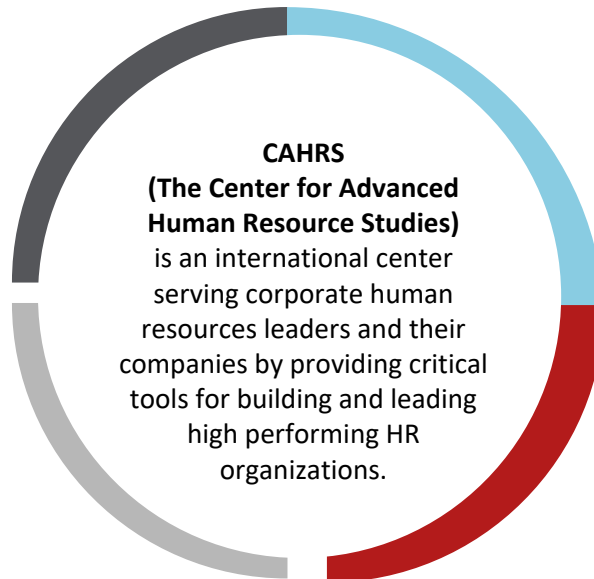 CAHRS
(The Center for Advanced
Human Resource Studies)
is an international center
serving corporate human
resources leaders and their
companies by providing critical
tools for building and leading
high performing HR
organizations.